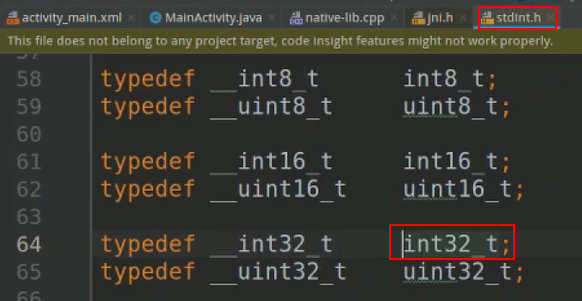 activity_main.xml × MainActivity.java × native-lib.cpp × jni.h × stdint.h ×
This file does not belong to any project target, code insight features might not work properly.
58 typedef __int8_t int8_t;
59 typedef __uint8_t uint8_t;
60
61 typedef __int16_t int16_t;
62 typedef __uint16_t uint16_t;
63
64 typedef __int32_t int32_t;
65 typedef __uint32_t uint32_t;
66